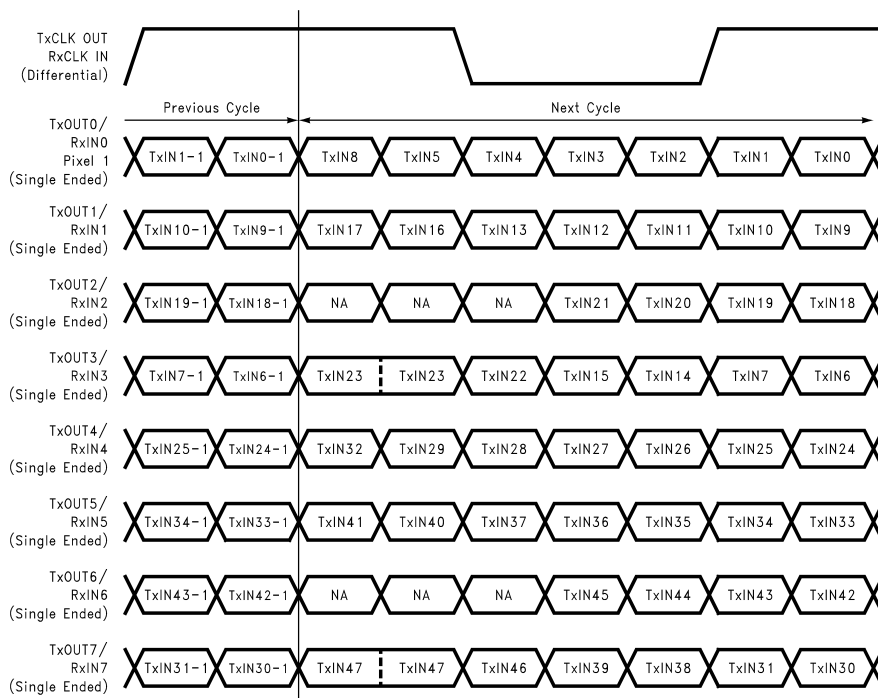 TxCLK OUT
RxCLK IN
(Differential)
Previous Cycle Next Cycle
TxOUT0/
RxIN0
Pixel 1
(Single Ended)
TxIN1-1 TxIN0-1 TxIN8 TxIN5 TxIN4 TxIN3 TxIN2 TxIN1 TxIN0
TxOUT1/
RxIN1
(Single Ended)
TxIN10-1 TxIN9-1 TxIN17 TxIN16 TxIN13 TxIN12 TxIN11 TxIN10 TxIN9
TxOUT2/
RxIN2
(Single Ended)
TxIN19-1 TxIN18-1 NA NA NA TxIN21 TxIN20 TxIN19 TxIN18
TxOUT3/
RxIN3
(Single Ended)
TxIN7-1 TxIN6-1 TxIN23 TxIN23 TxIN22 TxIN15 TxIN14 TxIN7 TxIN6
TxOUT4/
RxIN4
(Single Ended)
TxIN25-1 TxIN24-1 TxIN32 TxIN29 TxIN28 TxIN27 TxIN26 TxIN25 TxIN24
TxOUT5/
RxIN5
(Single Ended)
TxIN34-1 TxIN33-1 TxIN41 TxIN40 TxIN37 TxIN36 TxIN35 TxIN34 TxIN33
TxOUT6/
RxIN6
(Single Ended)
TxIN43-1 TxIN42-1 NA NA NA TxIN45 TxIN44 TxIN43 TxIN42
TxOUT7/
RxIN7
(Single Ended)
TxIN31-1 TxIN30-1 TxIN47 TxIN47 TxIN46 TxIN39 TxIN38 TxIN31 TxIN30